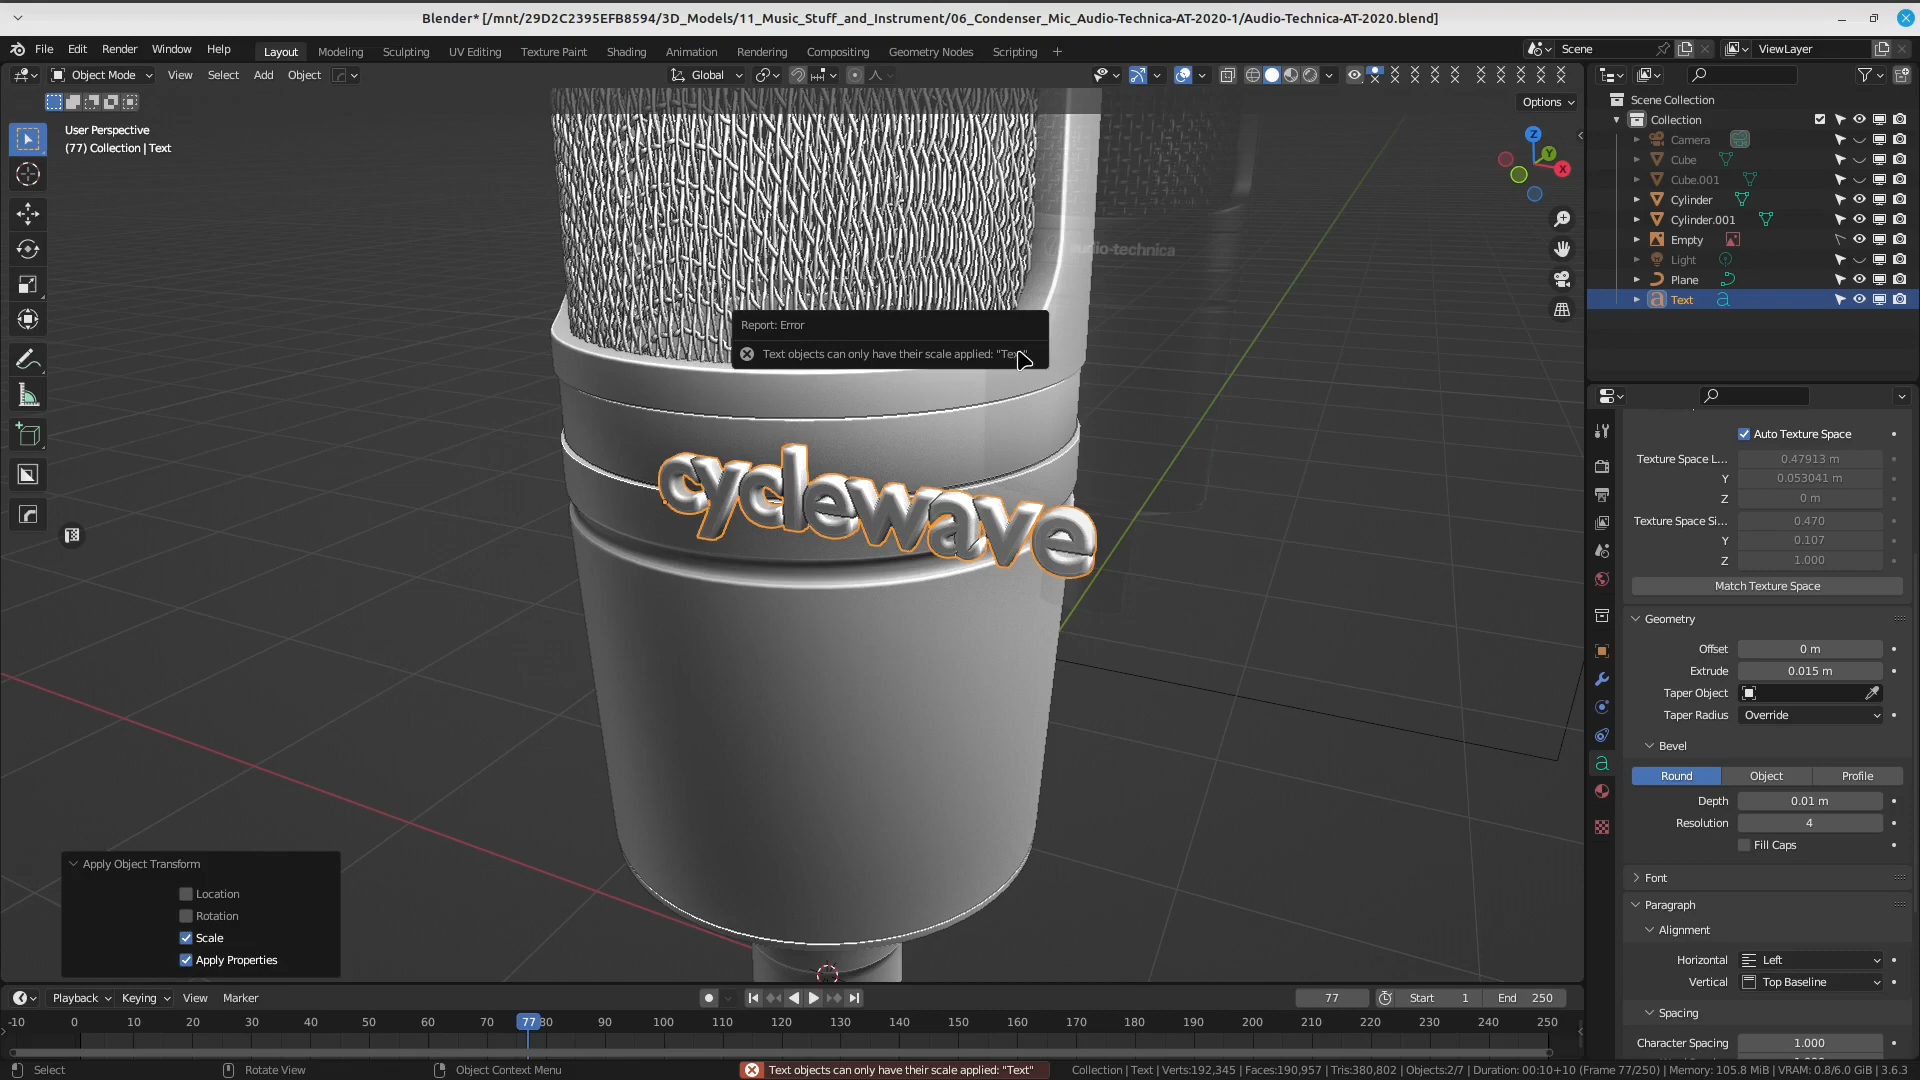 Blender* [/mnt/29D2C2395EFB8594/3D_Models/11_Music_Stuff_and_Instrument/06_Condenser_Mic_Audio-Technica-AT-2020-1/Audio-Technica-AT-2020.blend]
File Edit Render Window Help
Layout Modeling Sculpting UV Editing Texture Paint Shading Animation Rendering Compositing Geometry Nodes Scripting +
Scene
ViewLayer
Object Mode View Select Add Object
Global
Options
User Perspective
(77) Collection | Text
Z
Y
X
Scene Collection
Collection
Camera
Cube
Cube.001
Cylinder
Cylinder.001
Empty
Light
Plane
Text
audio-technica
Report: Error
Text objects can only have their scale applied: "Tex
cyclewave
Auto Texture Space
Texture Space L... 0.47913 m
Y 0.053041 m
Z 0 m
Texture Space Si... 0.470
Y 0.107
Z 1.000
Match Texture Space
Geometry
Offset 0 m
Extrude 0.015 m
Taper Object
Taper Radius Override
Bevel
Round Object Profile
Depth 0.01 m
Resolution 4
Fill Caps
Font
Paragraph
Alignment
Horizontal Left
Vertical Top Baseline
Spacing
Character Spacing 1.000
Apply Object Transform
Location
Rotation
Scale
Apply Properties
Playback Keying View Marker
77
Start 1
End 250
-10 0 10 20 30 40 50 60 70 77 80 90 100 110 120 130 140 150 160 170 180 190 200 210 220 230 240 250
Select
Rotate View
Object Context Menu
Text objects can only have their scale applied: "Text"
Collection | Text | Verts:192,345 | Faces:190,957 | Tris:380,802 | Objects:2/7 | Duration: 00:10+10 (Frame 77/250) | Memory: 105.8 MiB | VRAM: 0.8/6.0 GiB | 3.6.3